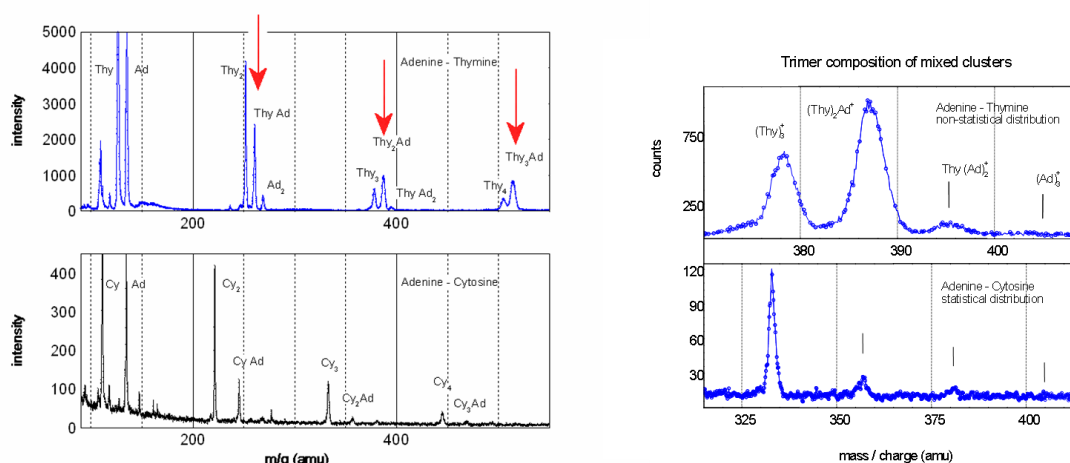 5000
4000
3000
2000
1000
0
intensity
Thy
Ad
Thy2
Thy Ad
Ad2
Adenine - Thymine
Thy2Ad
Thy3
Thy Ad2
Thy3Ad
Thy4
200
400
400
300
200
100
0
intensity
Cy
Ad
Cy2
Cy Ad
Adenine - Cytosine
Cy3
Cy2Ad
Cy4
Cy3Ad
200
400
m/q (amu)
Trimer composition of mixed clusters
750
500
250
counts
(Thy)3+
(Thy)2Ad+
Adenine - Thymine
non-statistical distribution
Thy (Ad)2+
(Ad)3+
380
390
400
120
90
60
30
Adenine - Cytosine
statistical distribution
325
350
375
400
mass / charge (amu)